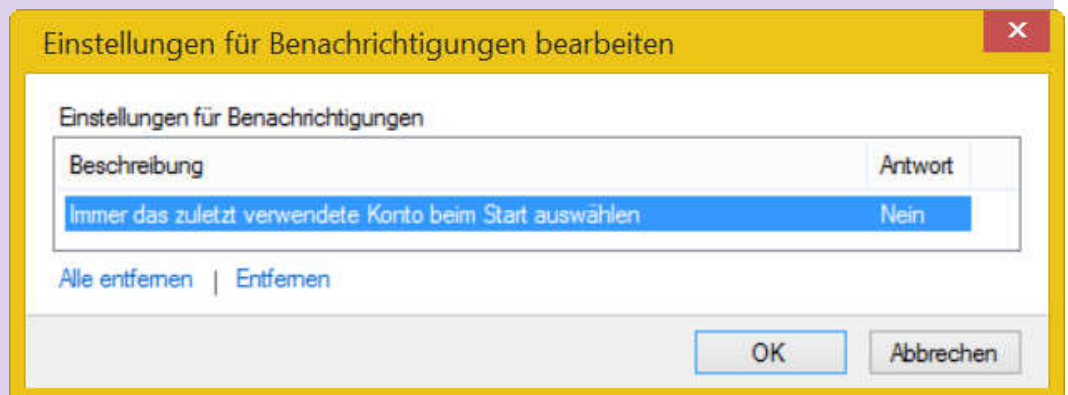 Einstellungen für Benachrichtigungen bearbeiten
Einstellungen für Benachrichtigungen
Beschreibung Antwort
Immer das zuletzt verwendete Konto beim Start auswählen Nein
Alle entfernen | Entfernen
OK Abbrechen